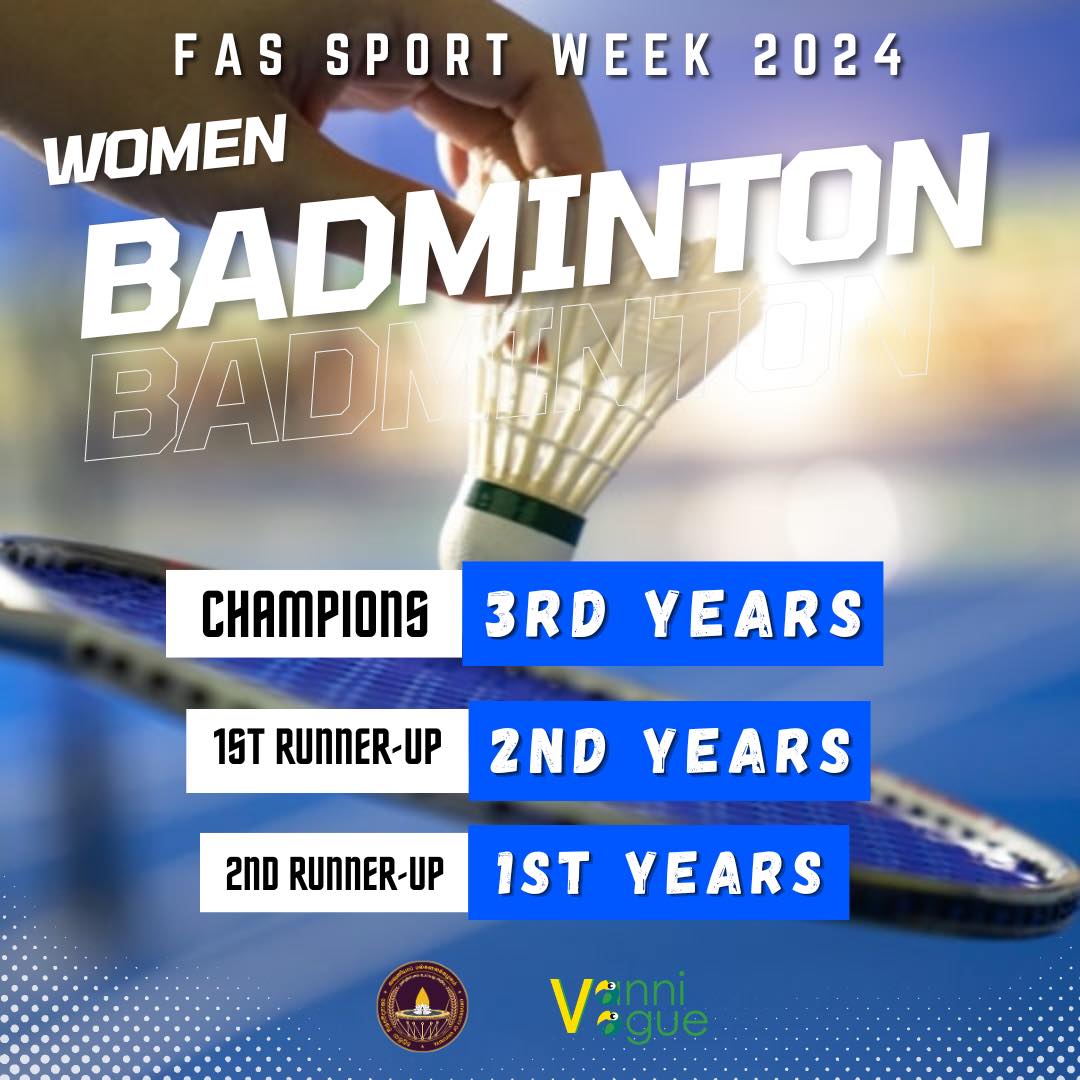 FAS SPORT WEEK 2024
WOMEN
BADMINTON
BADMINTON
CHAMPIONS
3RD YEARS
1ST RUNNER-UP
2ND YEARS
2ND RUNNER-UP
1ST YEARS
Vanni
Vogue